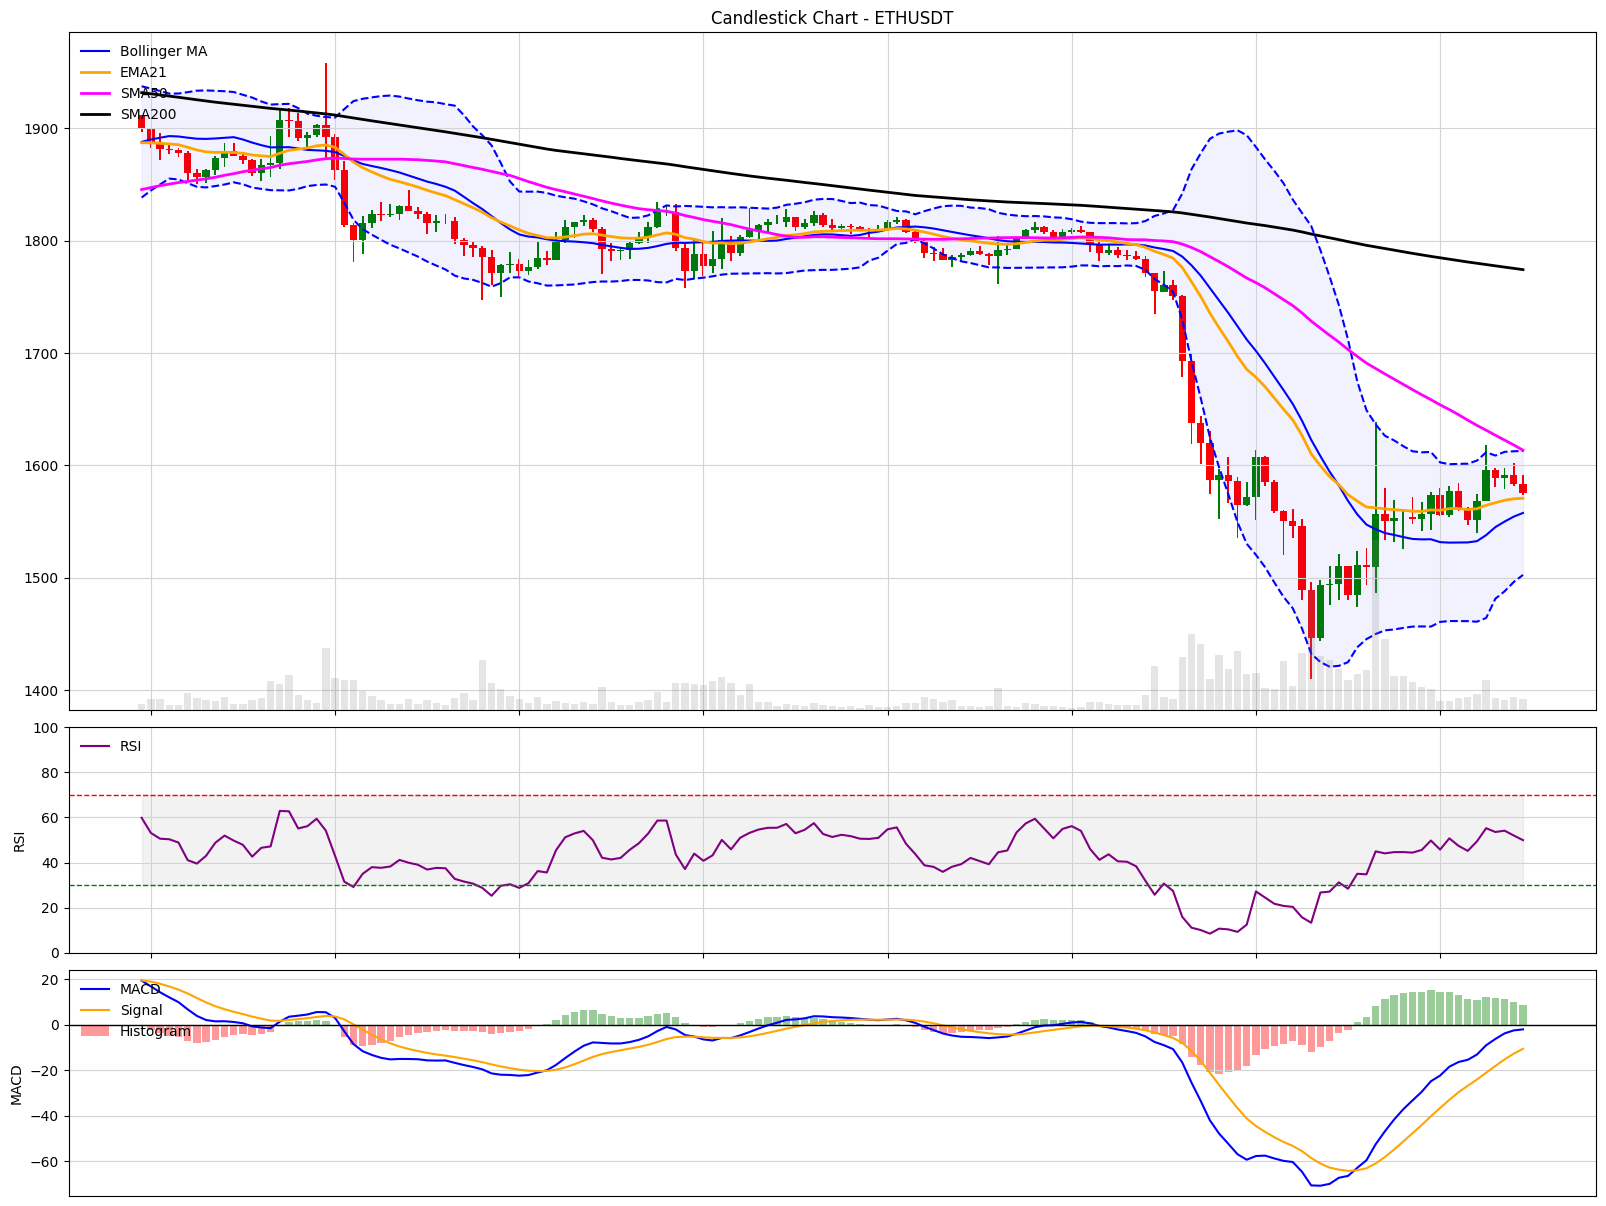 Candlestick Chart - ETHUSDT
Bollinger MA
EMA21
SMA50
SMA200
1900
1800
1700
1600
1500
1400
100
80
60
40
20
0
RSI
RSI
20
0
−20
−40
−60
MACD
MACD
Signal
Histogram